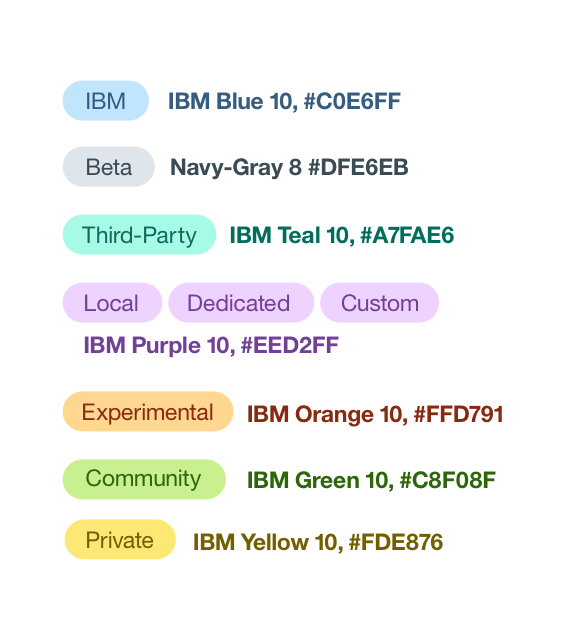 IBM IBM Blue 10, #C0E6FF
Beta Navy-Gray 8 #DFE6EB
Third-Party IBM Teal 10, #A7FAE6
Local Dedicated Custom
IBM Purple 10, #EED2FF
Experimental IBM Orange 10, #FFD791
Community IBM Green 10, #C8F08F
Private IBM Yellow 10, #FDE876